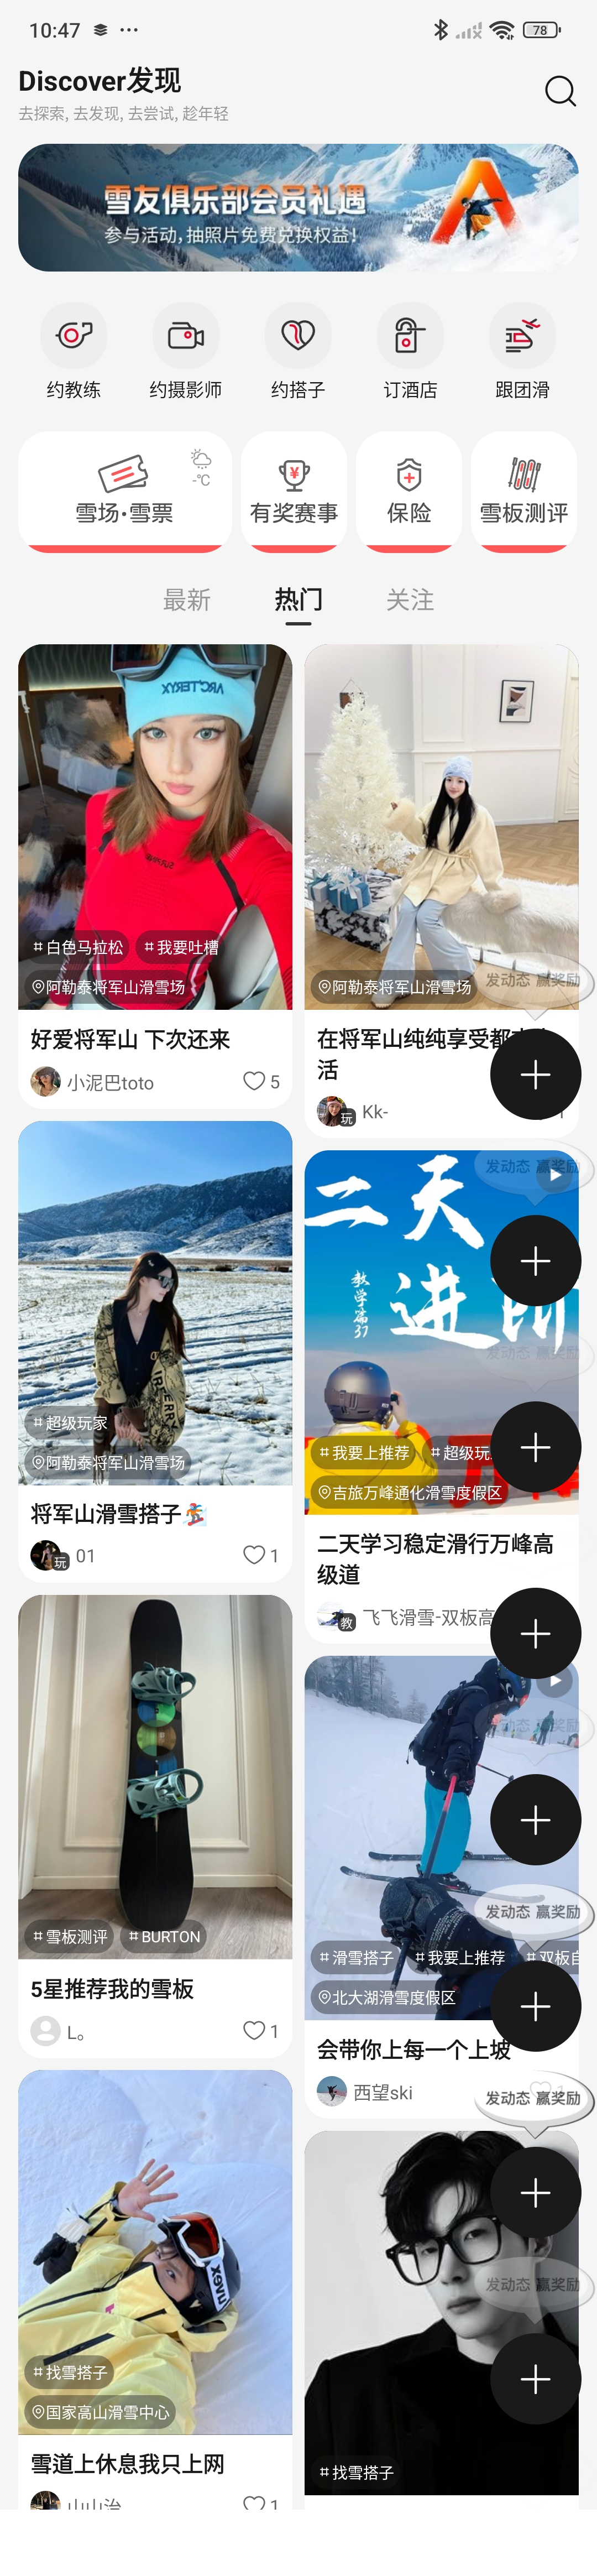 10:47
78
Discover发现
去探索, 去发现, 去尝试, 趁年轻
雪友俱乐部会员礼遇
参与活动,抽照片免费兑换权益!
约教练
约摄影师
约搭子
订酒店
跟团滑
-°C
雪场·雪票
有奖赛事
保险
雪板测评
最新
热门
关注
ARC'TERYX
白色马拉松
我要吐槽
阿勒泰将军山滑雪场
好爱将军山 下次还来
小泥巴toto
5
阿勒泰将军山滑雪场
发动态 赢奖励
在将军山纯纯享受都
活
玩
Kk-
超级玩家
阿勒泰将军山滑雪场
将军山滑雪搭子
玩
01
1
发动态 赢奖励
二天
进阶
教学篇37
发动态 赢奖励
我要上推荐
超级玩
吉旅万峰通化滑雪度假区
二天学习稳定滑行万峰高
级道
教
飞飞滑雪-双板高
雪板测评
BURTON
5星推荐我的雪板
L。
1
发动态 赢奖励
发动态 赢奖励
滑雪搭子
我要上推荐
双板自
北大湖滑雪度假区
会带你上每一个上坡
西望ski
发动态 赢奖励
uvex
找雪搭子
国家高山滑雪中心
雪道上休息我只上网
山山治
1
发动态 赢奖励
找雪搭子